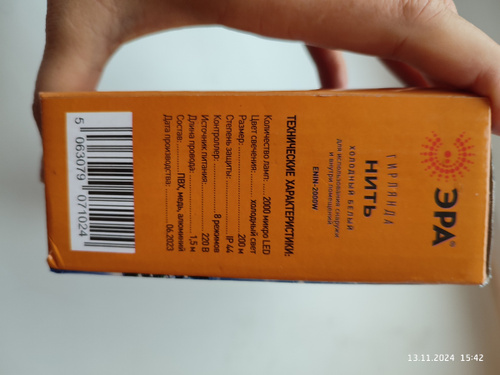 ЭРА®
ГИРЛЯНДА
НИТЬ
ХОЛОДНЫЙ БЕЛЫЙ
для использования снаружи
и внутри помещений
ENIN-2000W
ТЕХНИЧЕСКИЕ ХАРАКТЕРИСТИКИ:
Количество ламп: 2000 микро LED
Цвет свечения: холодный свет
Размер: 200 м
Степень защиты: IP 44
Контроллер: 8 режимов
Источник питания: 220 В
Длина провода: 1,5 м
Состав: ПВХ, медь, алюминий
Дата производства: 06.2023
5 063079 071024
13.11.2024 15:42